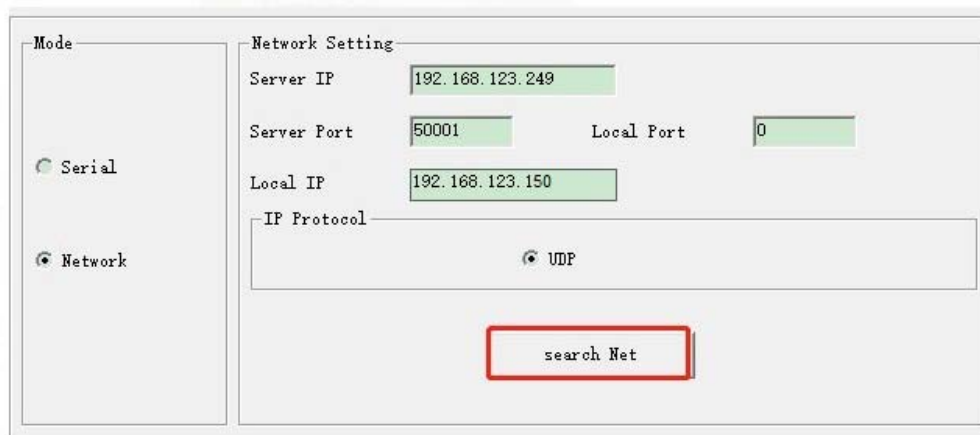 Mode
Network Setting
Server IP 192.168.123.249
Server Port 50001 Local Port 0
Serial
Local IP 192.168.123.150
IP Protocol
Network
UDP
search Net